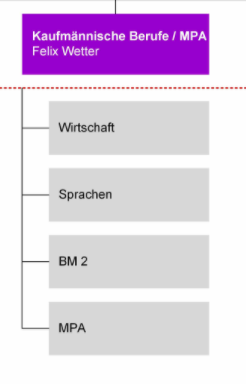 Kaufmännische Berufe / MPA
Felix Wetter
Wirtschaft
Sprachen
BM 2
MPA